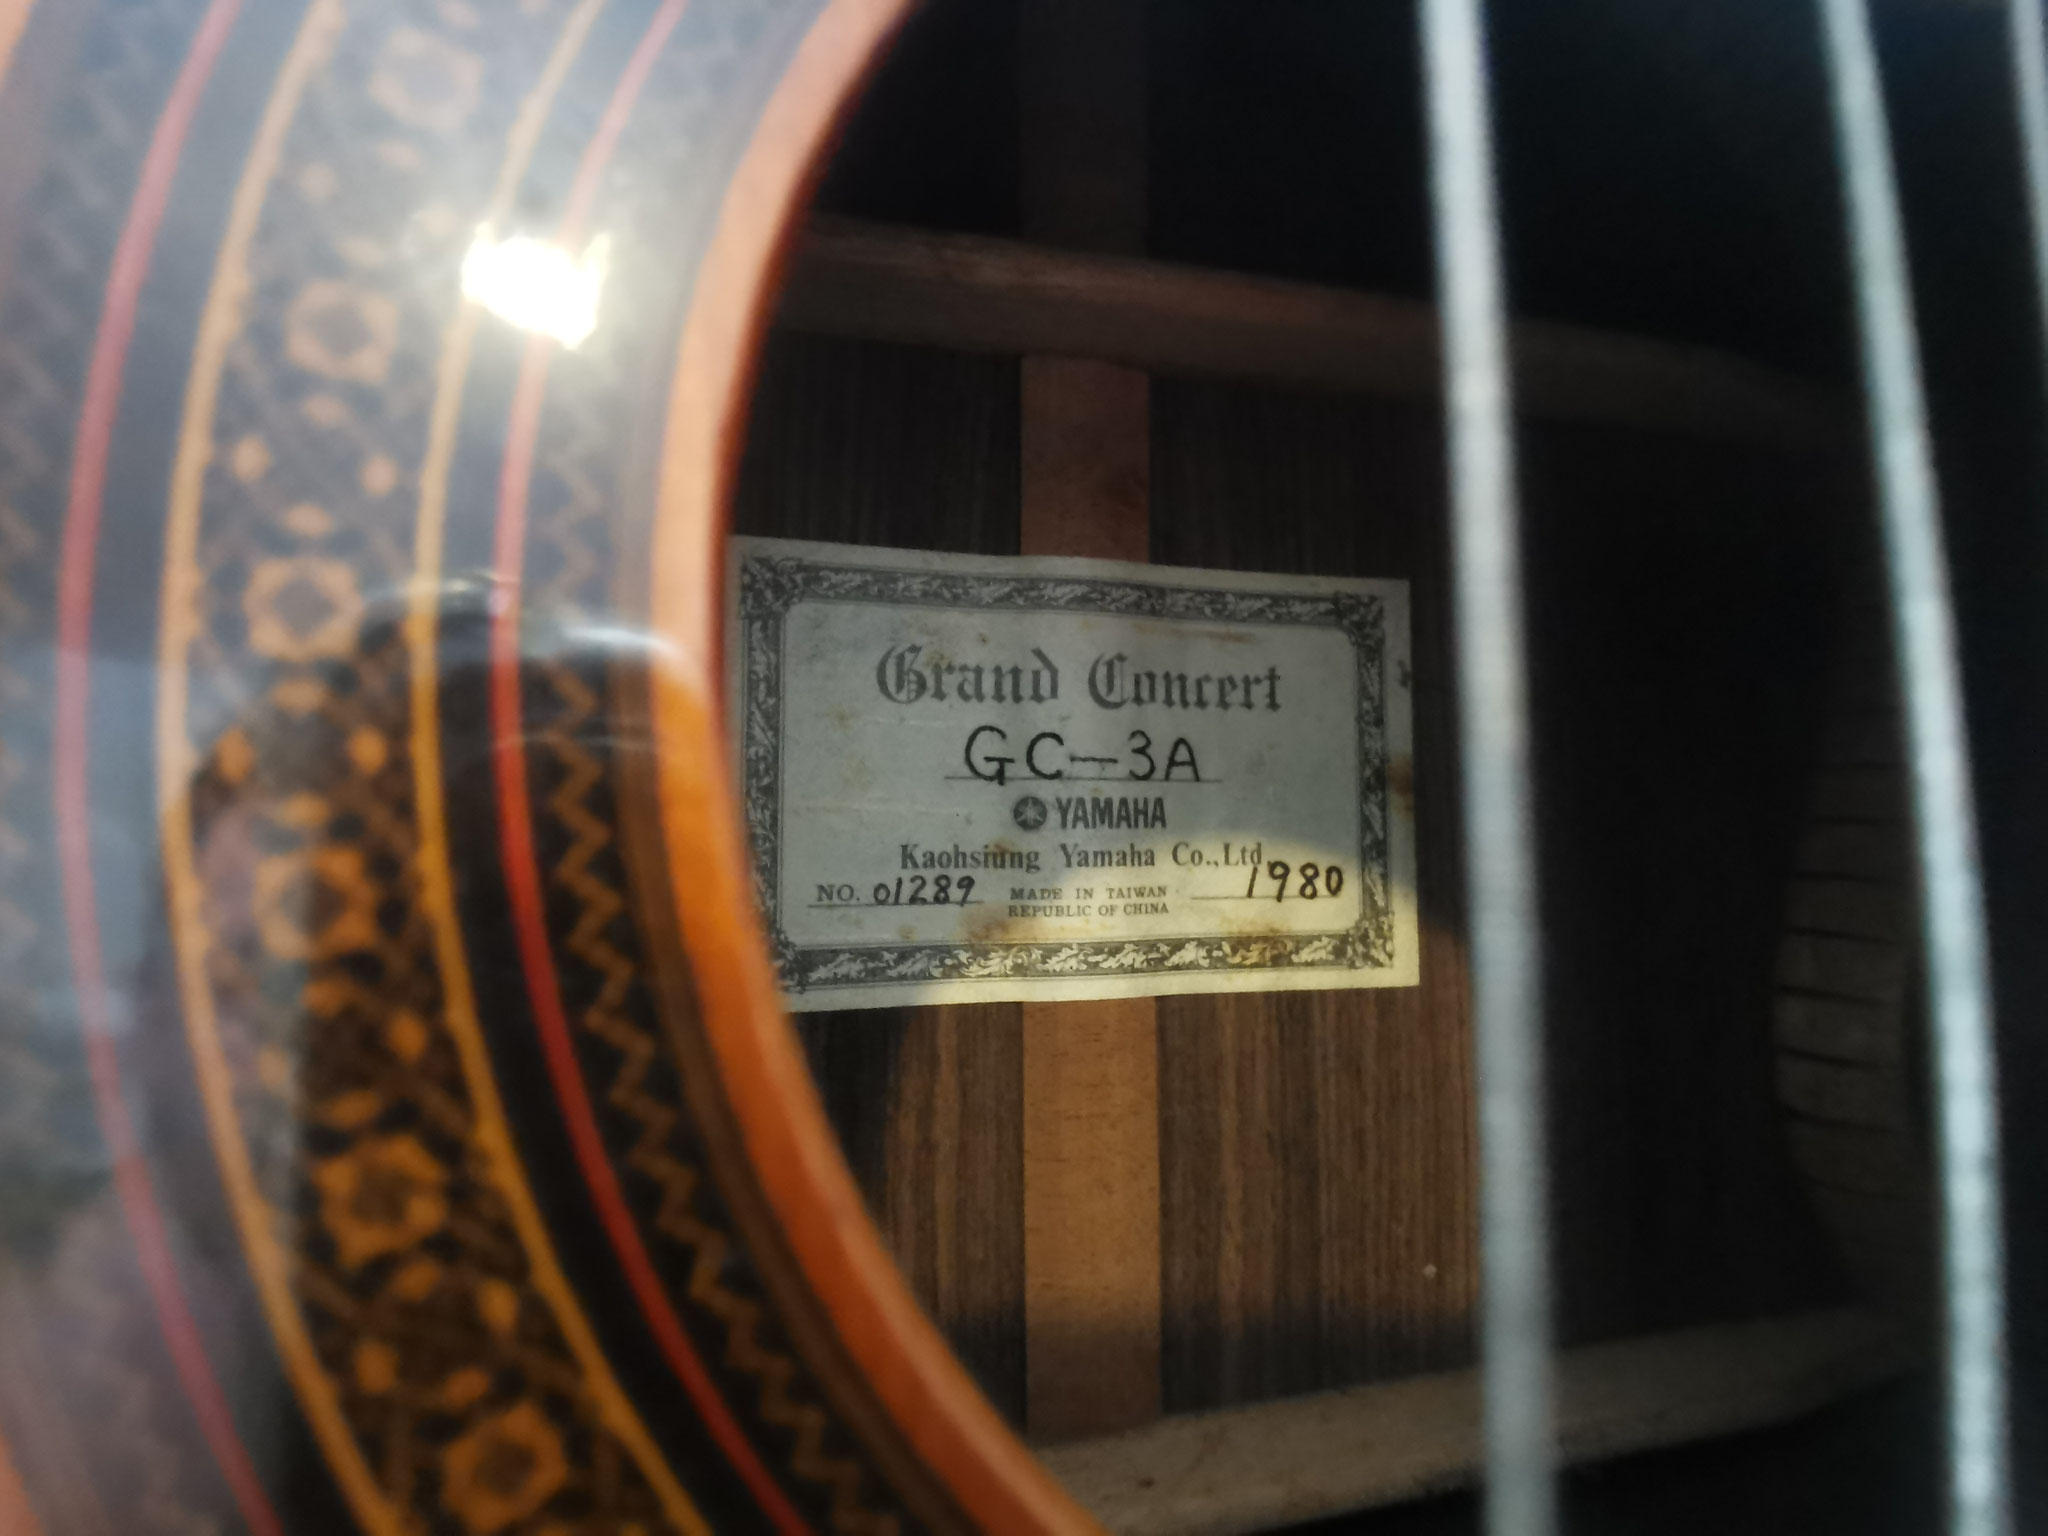 Grand Concert
GC-3A
YAMAHA
Kaohsiung Yamaha Co.,Ltd.
NO. 01289 MADE IN TAIWAN 1980
REPUBLIC OF CHINA